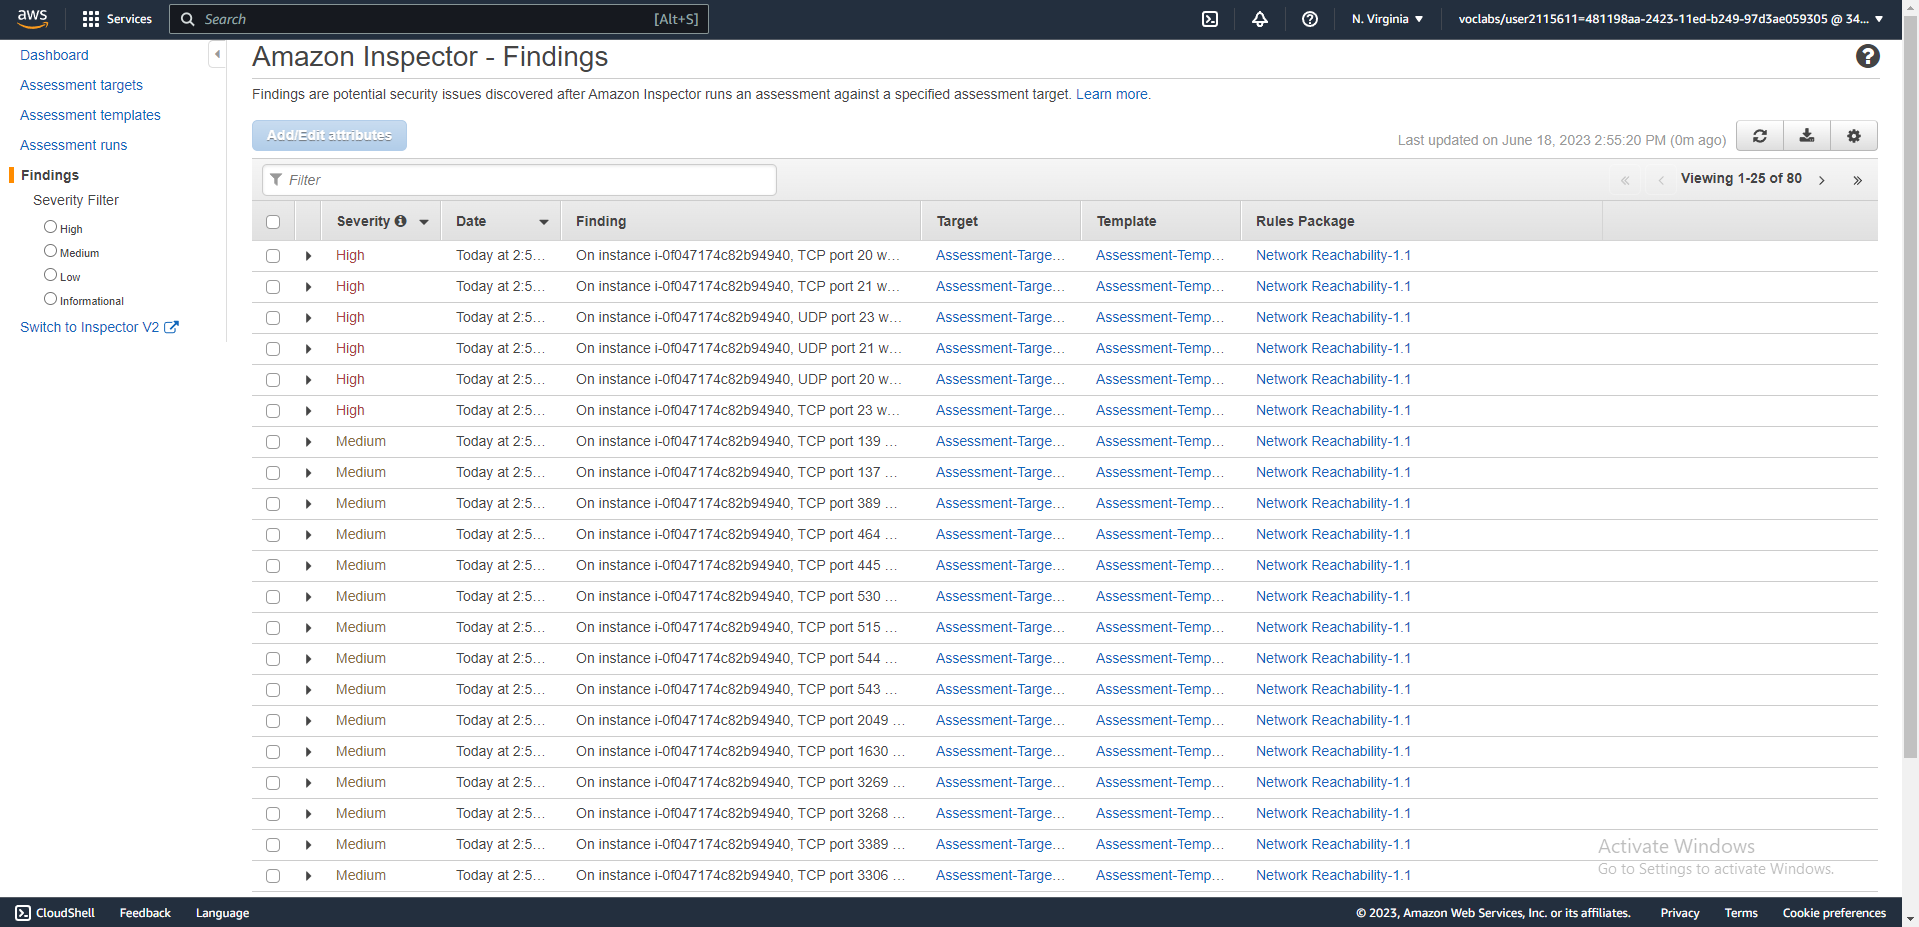 aws Services Search [Alt+S] N. Virginia voclabs/user2115611=481198aa-2423-11ed-b249-97d3ae059305 @ 34...
Dashboard
Assessment targets
Assessment templates
Assessment runs
Findings
Severity Filter
High
Medium
Low
Informational
Switch to Inspector V2
Amazon Inspector - Findings
Findings are potential security issues discovered after Amazon Inspector runs an assessment against a specified assessment target. Learn more.
Add/Edit attributes
Last updated on June 18, 2023 2:55:20 PM (0m ago)
Filter
Viewing 1-25 of 80
Severity Date Finding Target Template Rules Package
High Today at 2:5... On instance i-0f047174c82b94940, TCP port 20 w... Assessment-Targe... Assessment-Temp... Network Reachability-1.1
High Today at 2:5... On instance i-0f047174c82b94940, TCP port 21 w... Assessment-Targe... Assessment-Temp... Network Reachability-1.1
High Today at 2:5... On instance i-0f047174c82b94940, UDP port 23 w... Assessment-Targe... Assessment-Temp... Network Reachability-1.1
High Today at 2:5... On instance i-0f047174c82b94940, UDP port 21 w... Assessment-Targe... Assessment-Temp... Network Reachability-1.1
High Today at 2:5... On instance i-0f047174c82b94940, UDP port 20 w... Assessment-Targe... Assessment-Temp... Network Reachability-1.1
High Today at 2:5... On instance i-0f047174c82b94940, TCP port 23 w... Assessment-Targe... Assessment-Temp... Network Reachability-1.1
Medium Today at 2:5... On instance i-0f047174c82b94940, TCP port 139 ... Assessment-Targe... Assessment-Temp... Network Reachability-1.1
Medium Today at 2:5... On instance i-0f047174c82b94940, TCP port 137 ... Assessment-Targe... Assessment-Temp... Network Reachability-1.1
Medium Today at 2:5... On instance i-0f047174c82b94940, TCP port 389 ... Assessment-Targe... Assessment-Temp... Network Reachability-1.1
Medium Today at 2:5... On instance i-0f047174c82b94940, TCP port 464 ... Assessment-Targe... Assessment-Temp... Network Reachability-1.1
Medium Today at 2:5... On instance i-0f047174c82b94940, TCP port 445 ... Assessment-Targe... Assessment-Temp... Network Reachability-1.1
Medium Today at 2:5... On instance i-0f047174c82b94940, TCP port 530 ... Assessment-Targe... Assessment-Temp... Network Reachability-1.1
Medium Today at 2:5... On instance i-0f047174c82b94940, TCP port 515 ... Assessment-Targe... Assessment-Temp... Network Reachability-1.1
Medium Today at 2:5... On instance i-0f047174c82b94940, TCP port 544 ... Assessment-Targe... Assessment-Temp... Network Reachability-1.1
Medium Today at 2:5... On instance i-0f047174c82b94940, TCP port 543 ... Assessment-Targe... Assessment-Temp... Network Reachability-1.1
Medium Today at 2:5... On instance i-0f047174c82b94940, TCP port 2049 ... Assessment-Targe... Assessment-Temp... Network Reachability-1.1
Medium Today at 2:5... On instance i-0f047174c82b94940, TCP port 1630 ... Assessment-Targe... Assessment-Temp... Network Reachability-1.1
Medium Today at 2:5... On instance i-0f047174c82b94940, TCP port 3269 ... Assessment-Targe... Assessment-Temp... Network Reachability-1.1
Medium Today at 2:5... On instance i-0f047174c82b94940, TCP port 3268 ... Assessment-Targe... Assessment-Temp... Network Reachability-1.1
Medium Today at 2:5... On instance i-0f047174c82b94940, TCP port 3389 ... Assessment-Targe... Assessment-Temp... Network Reachability-1.1
Medium Today at 2:5... On instance i-0f047174c82b94940, TCP port 3306 ... Assessment-Targe... Assessment-Temp... Network Reachability-1.1
Activate Windows
Go to Settings to activate Windows.
CloudShell Feedback Language © 2023, Amazon Web Services, Inc. or its affiliates. Privacy Terms Cookie preferences